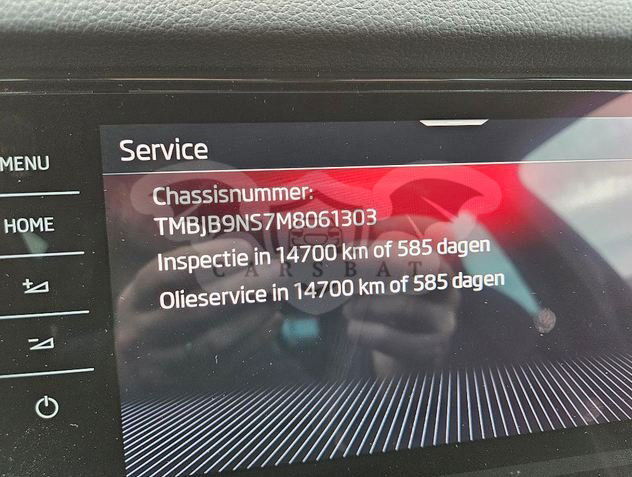 Service
MENU
Chassisnummer:
TMBJB9NS7M8061303
HOME
Inspectie in 14700 km of 585 dagen
CARSBAT
Olieservice in 14700 km of 585 dagen